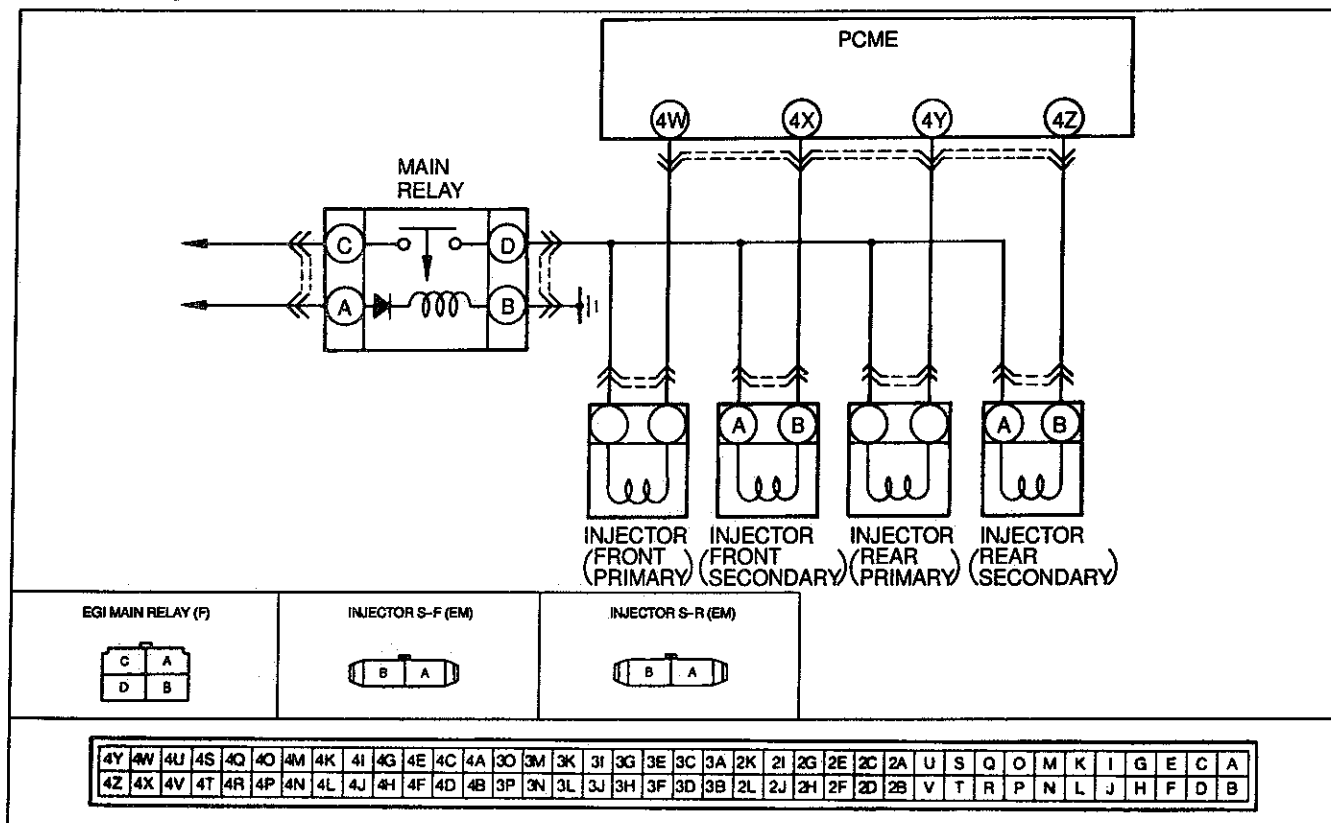 PCME
4W 4X 4Y 4Z
MAIN
RELAY
C D
A B
A B A B
INJECTOR INJECTOR INJECTOR INJECTOR
(FRONT (FRONT (REAR (REAR
PRIMARY) SECONDARY) PRIMARY) SECONDARY)
EGI MAIN RELAY (F) INJECTOR S-F (EM) INJECTOR S-R (EM)
C A
D B
B A B A
4Y 4W 4U 4S 4Q 4O 4M 4K 4I 4G 4E 4C 4A 3O 3M 3K 3I 3G 3E 3C 3A 2K 2I 2G 2E 2C 2A U S Q O M K I G E C A
4Z 4X 4V 4T 4R 4P 4N 4L 4J 4H 4F 4D 4B 3P 3N 3L 3J 3H 3F 3D 3B 2L 2J 2H 2F 2D 2B V T R P N L J H F D B